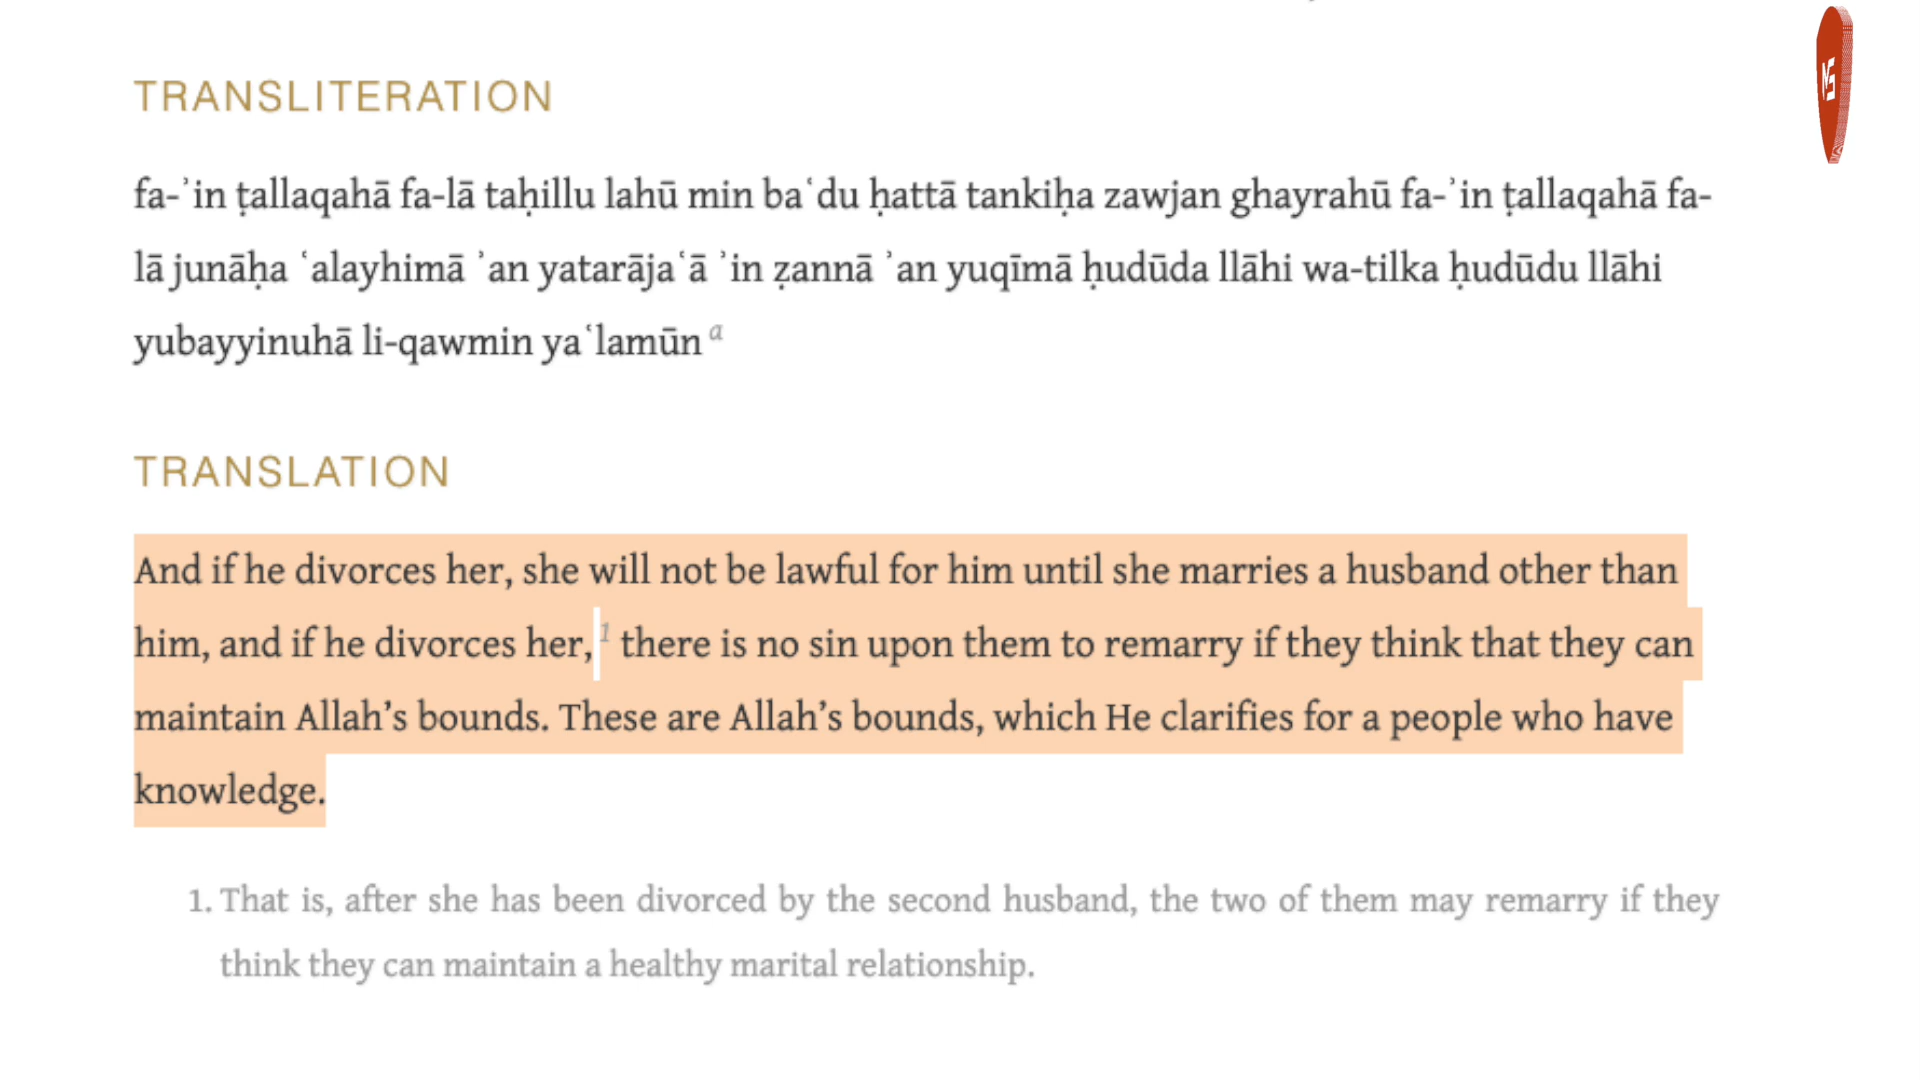 TRANSLITERATION
fa-ʾin ṭallaqahā fa-lā taḥillu lahū min baʿdu ḥattā tankiḥa zawjan ghayrahū fa-ʾin ṭallaqahā fa-
lā junāḥa ʿalayhimā ʾan yatarājaʿā ʾin ẓannā ʾan yuqīmā ḥudūda llāhi wa-tilka ḥudūdu llāhi
yubayyinuhā li-qawmin yaʿlamūn a
TRANSLATION
And if he divorces her, she will not be lawful for him until she marries a husband other than
him, and if he divorces her,1 there is no sin upon them to remarry if they think that they can
maintain Allah’s bounds. These are Allah’s bounds, which He clarifies for a people who have
knowledge.
1. That is, after she has been divorced by the second husband, the two of them may remarry if they
think they can maintain a healthy marital relationship.